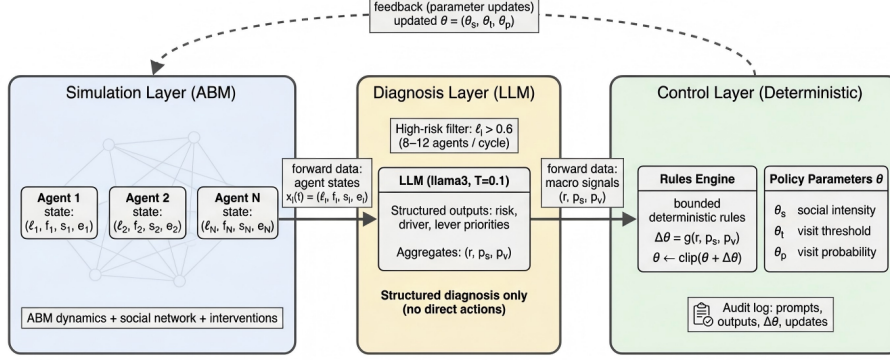 feedback (parameter updates)
updated θ = (θₛ, θₜ, θₚ)
Simulation Layer (ABM)
Agent 1
state:
(ℓ₁, f₁, s₁, e₁)
Agent 2
state:
(ℓ₂, f₂, s₂, e₂)
Agent N
state:
(ℓ_N, f_N, s_N, e_N)
ABM dynamics + social network + interventions
forward data:
agent states
xᵢ(t) = (ℓᵢ, fᵢ, sᵢ, eᵢ)
Diagnosis Layer (LLM)
High-risk filter: ℓᵢ > 0.6
(8–12 agents / cycle)
LLM (llama3, T=0.1)
Structured outputs: risk,
driver, lever priorities
Aggregates: (r, pₛ, pᵥ)
Structured diagnosis only
(no direct actions)
forward data:
macro signals
(r, pₛ, pᵥ)
Control Layer (Deterministic)
Rules Engine
bounded
deterministic rules
Δθ = g(r, pₛ, pᵥ)
θ ← clip(θ + Δθ)
Policy Parameters θ
θₛ social intensity
θₜ visit threshold
θₚ visit probability
Audit log: prompts,
outputs, Δθ, updates